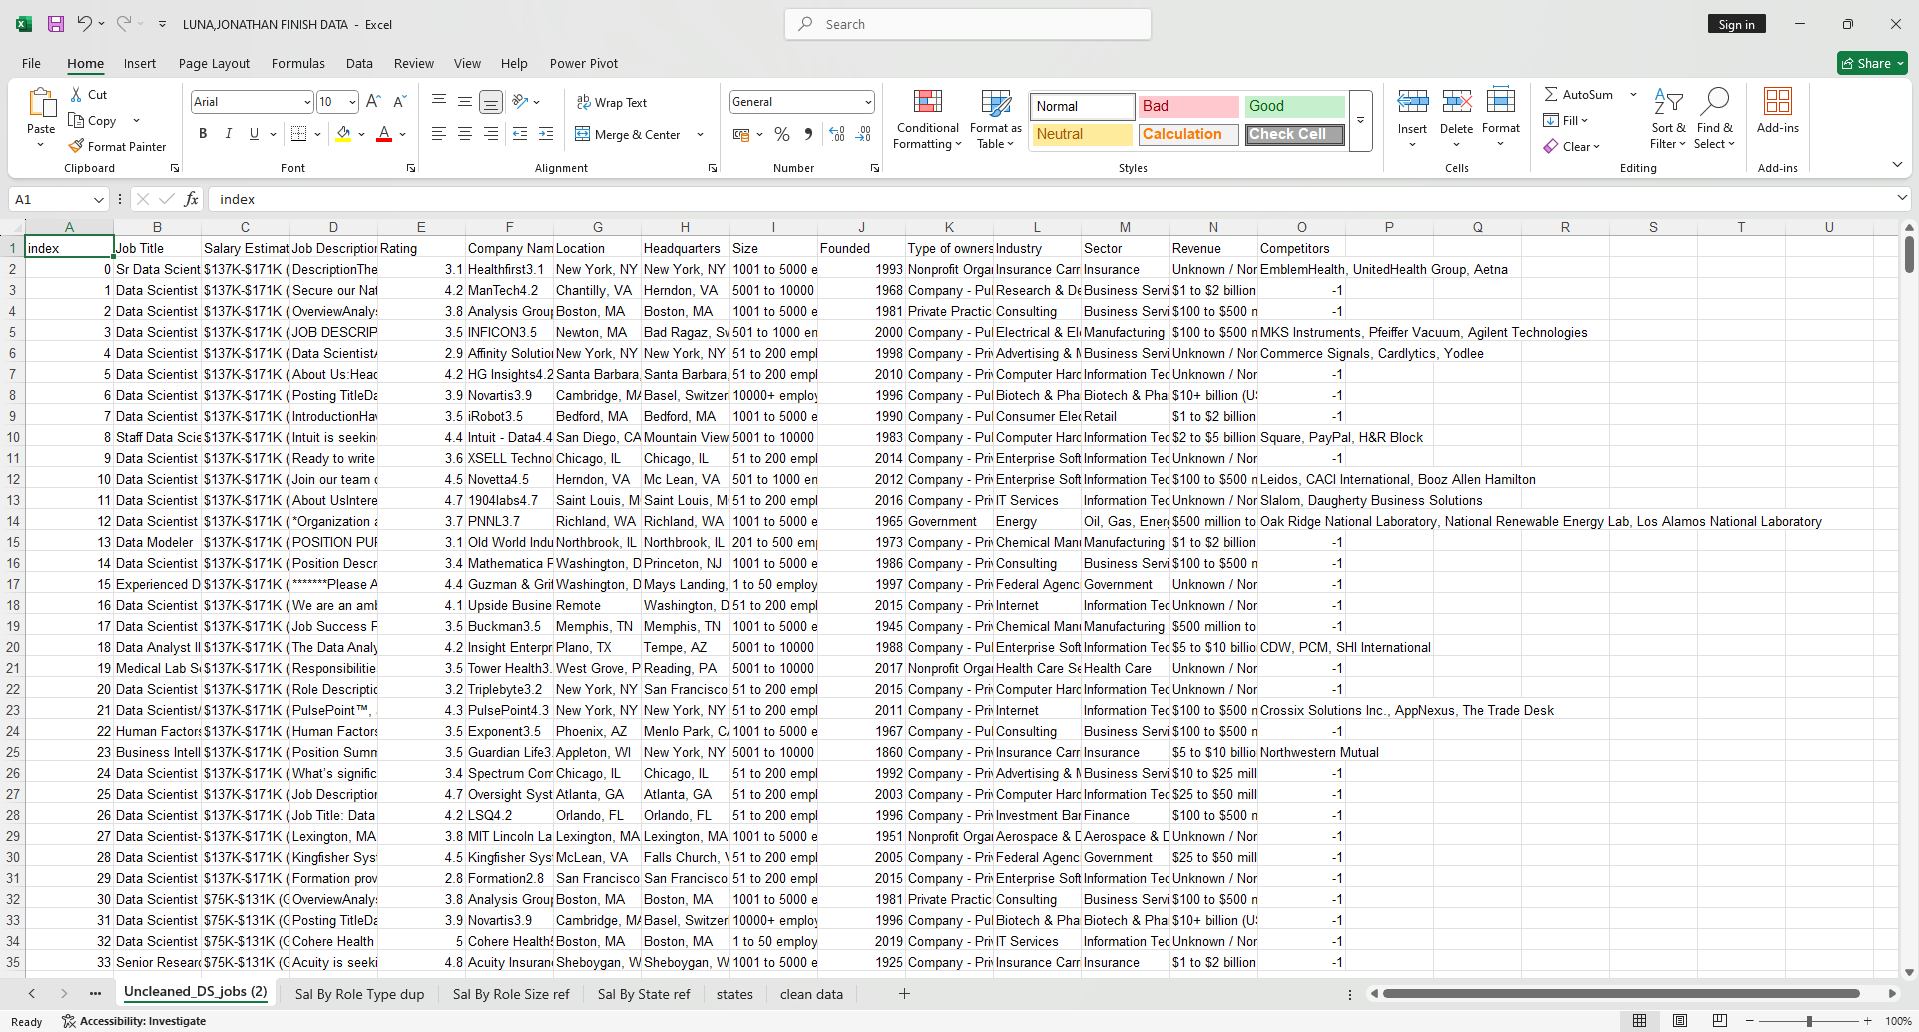 LUNA,JONATHAN FINISH DATA - Excel
Search
Sign in
File Home Insert Page Layout Formulas Data Review View Help Power Pivot
Share
Paste
Cut
Copy
Format Painter
Clipboard
Arial 10
B I U
Font
Wrap Text
Merge & Center
Alignment
General
Number
Conditional Formatting
Format as Table
Normal Bad Good
Neutral Calculation Check Cell
Styles
Insert Delete Format
Cells
AutoSum
Fill
Clear
Sort & Filter
Find & Select
Editing
Add-ins
Add-ins
A1 fx index
A B C D E F G H I J K L M N O P Q R S T U
1 index Job Title Salary Estimat Job Description Rating Company Nam Location Headquarters Size Founded Type of owners Industry Sector Revenue Competitors
2 0 Sr Data Scient $137K-$171K ( DescriptionThe 3.1 Healthfirst3.1 New York, NY New York, NY 1001 to 5000 e 1993 Nonprofit Orga Insurance Carr Insurance Unknown / Nor EmblemHealth, UnitedHealth Group, Aetna
3 1 Data Scientist $137K-$171K ( Secure our Nat 4.2 ManTech4.2 Chantilly, VA Herndon, VA 5001 to 10000 1968 Company - Pul Research & De Business Servi $1 to $2 billion -1
4 2 Data Scientist $137K-$171K ( OverviewAnaly 3.8 Analysis Group Boston, MA Boston, MA 1001 to 5000 e 1981 Private Practic Consulting Business Servi $100 to $500 m -1
5 3 Data Scientist $137K-$171K ( JOB DESCRIP 3.5 INFICON3.5 Newton, MA Bad Ragaz, Sw 501 to 1000 em 2000 Company - Pul Electrical & El Manufacturing $100 to $500 m MKS Instruments, Pfeiffer Vacuum, Agilent Technologies
6 4 Data Scientist $137K-$171K ( Data Scientist 2.9 Affinity Solutio New York, NY New York, NY 51 to 200 empl 1998 Company - Pri Advertising & M Business Servi Unknown / Nor Commerce Signals, Cardlytics, Yodlee
7 5 Data Scientist $137K-$171K ( About Us:Head 4.2 HG Insights4.2 Santa Barbara, Santa Barbara, 51 to 200 empl 2010 Company - Pri Computer Hard Information Tec Unknown / Nor -1
8 6 Data Scientist $137K-$171K ( Posting TitleDa 3.9 Novartis3.9 Cambridge, MA Basel, Switzer 10000+ employ 1996 Company - Pul Biotech & Pha Biotech & Pha $10+ billion (US -1
9 7 Data Scientist $137K-$171K ( IntroductionHav 3.5 iRobot3.5 Bedford, MA Bedford, MA 1001 to 5000 e 1990 Company - Pul Consumer Elec Retail $1 to $2 billion -1
10 8 Staff Data Scie $137K-$171K ( Intuit is seekin 4.4 Intuit - Data4.4 San Diego, CA Mountain View 5001 to 10000 1983 Company - Pul Computer Hard Information Tec $2 to $5 billion Square, PayPal, H&R Block
11 9 Data Scientist $137K-$171K ( Ready to write 3.6 XSELL Techno Chicago, IL Chicago, IL 51 to 200 empl 2014 Company - Pri Enterprise Soft Information Tec Unknown / Nor -1
12 10 Data Scientist $137K-$171K ( Join our team o 4.5 Novetta4.5 Herndon, VA Mc Lean, VA 501 to 1000 em 2012 Company - Pri Enterprise Soft Information Tec $100 to $500 m Leidos, CACI International, Booz Allen Hamilton
13 11 Data Scientist $137K-$171K ( About UsIntere 4.7 1904labs4.7 Saint Louis, M Saint Louis, M 51 to 200 empl 2016 Company - Pri IT Services Information Tec Unknown / Nor Slalom, Daugherty Business Solutions
14 12 Data Scientist $137K-$171K ( *Organization a 3.7 PNNL3.7 Richland, WA Richland, WA 1001 to 5000 e 1965 Government Energy Oil, Gas, Ener $500 million to Oak Ridge National Laboratory, National Renewable Energy Lab, Los Alamos National Laboratory
15 13 Data Modeler $137K-$171K ( POSITION PUR 3.1 Old World Indu Northbrook, IL Northbrook, IL 201 to 500 emp 1973 Company - Pri Chemical Man Manufacturing $1 to $2 billion -1
16 14 Data Scientist $137K-$171K ( Position Descr 3.4 Mathematica P Washington, D Princeton, NJ 1001 to 5000 e 1986 Company - Pri Consulting Business Servi $100 to $500 m -1
17 15 Experienced D $137K-$171K ( *******Please A 4.4 Guzman & Grif Washington, D Mays Landing, 1 to 50 employ 1997 Company - Pri Federal Agenc Government Unknown / Nor -1
18 16 Data Scientist $137K-$171K ( We are an amb 4.1 Upside Busine Remote Washington, D 51 to 200 empl 2015 Company - Pri Internet Information Tec Unknown / Nor -1
19 17 Data Scientist $137K-$171K ( Job Success P 3.5 Buckman3.5 Memphis, TN Memphis, TN 1001 to 5000 e 1945 Company - Pri Chemical Man Manufacturing $500 million to -1
20 18 Data Analyst II $137K-$171K ( The Data Analy 4.2 Insight Enterpr Plano, TX Tempe, AZ 5001 to 10000 1988 Company - Pul Enterprise Soft Information Tec $5 to $10 billio CDW, PCM, SHI International
21 19 Medical Lab Sc $137K-$171K ( Responsibilitie 3.5 Tower Health3. West Grove, P Reading, PA 5001 to 10000 2017 Nonprofit Orga Health Care Se Health Care Unknown / Nor -1
22 20 Data Scientist $137K-$171K ( Role Descriptio 3.2 Triplebyte3.2 New York, NY San Francisco 51 to 200 empl 2015 Company - Pri Computer Hard Information Tec Unknown / Nor -1
23 21 Data Scientist/ $137K-$171K ( PulsePoint™, 4.3 PulsePoint4.3 New York, NY New York, NY 51 to 200 empl 2011 Company - Pri Internet Information Tec $100 to $500 m Crossix Solutions Inc., AppNexus, The Trade Desk
24 22 Human Factors $137K-$171K ( Human Factors 3.5 Exponent3.5 Phoenix, AZ Menlo Park, C 1001 to 5000 e 1967 Company - Pul Consulting Business Servi $100 to $500 m -1
25 23 Business Intell $137K-$171K ( Position Summ 3.5 Guardian Life3. Appleton, WI New York, NY 5001 to 10000 1860 Company - Pri Insurance Carr Insurance $5 to $10 billio Northwestern Mutual
26 24 Data Scientist $137K-$171K ( What's signific 3.4 Spectrum Com Chicago, IL Chicago, IL 51 to 200 empl 1992 Company - Pri Advertising & M Business Servi $10 to $25 mill -1
27 25 Data Scientist $137K-$171K ( Job Description 4.7 Oversight Syst Atlanta, GA Atlanta, GA 51 to 200 empl 2003 Company - Pri Computer Hard Information Tec $25 to $50 mill -1
28 26 Data Scientist $137K-$171K ( Job Title: Data 4.2 LSQ4.2 Orlando, FL Orlando, FL 51 to 200 empl 1996 Company - Pri Investment Ban Finance $100 to $500 m -1
29 27 Data Scientist- $137K-$171K ( Lexington, MA 3.8 MIT Lincoln La Lexington, MA Lexington, MA 1001 to 5000 e 1951 Nonprofit Orga Aerospace & D Aerospace & D Unknown / Nor -1
30 28 Data Scientist $137K-$171K ( Kingfisher Syst 4.5 Kingfisher Syst McLean, VA Falls Church, V 51 to 200 empl 2005 Company - Pri Federal Agenc Government $25 to $50 mill -1
31 29 Data Scientist $137K-$171K ( Formation prov 2.8 Formation2.8 San Francisco San Francisco 51 to 200 empl 2015 Company - Pri Enterprise Soft Information Tec Unknown / Nor -1
32 30 Data Scientist $75K-$131K (G OverviewAnaly 3.8 Analysis Group Boston, MA Boston, MA 1001 to 5000 e 1981 Private Practic Consulting Business Servi $100 to $500 m -1
33 31 Data Scientist $75K-$131K (G Posting TitleDa 3.9 Novartis3.9 Cambridge, MA Basel, Switzer 10000+ employ 1996 Company - Pul Biotech & Pha Biotech & Pha $10+ billion (US -1
34 32 Data Scientist $75K-$131K (G Cohere Health 5 Cohere Health Boston, MA Boston, MA 1 to 50 employ 2019 Company - Pri IT Services Information Tec Unknown / Nor -1
35 33 Senior Resear $75K-$131K (G Acuity is seeki 4.8 Acuity Insuran Sheboygan, W Sheboygan, W 1001 to 5000 e 1925 Company - Pri Insurance Carr Insurance $1 to $2 billion -1
Uncleaned_DS_jobs (2) Sal By Role Type dup Sal By Role Size ref Sal By State ref states clean data
Ready Accessibility: Investigate 100%